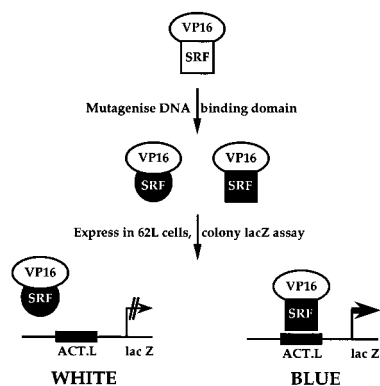 VP16
SRF
Mutagenise DNA binding domain
VP16 VP16
SRF SRF
Express in 62L cells, colony lacZ assay
VP16 VP16
SRF SRF
ACT.L lac Z ACT.L lac Z
WHITE BLUE